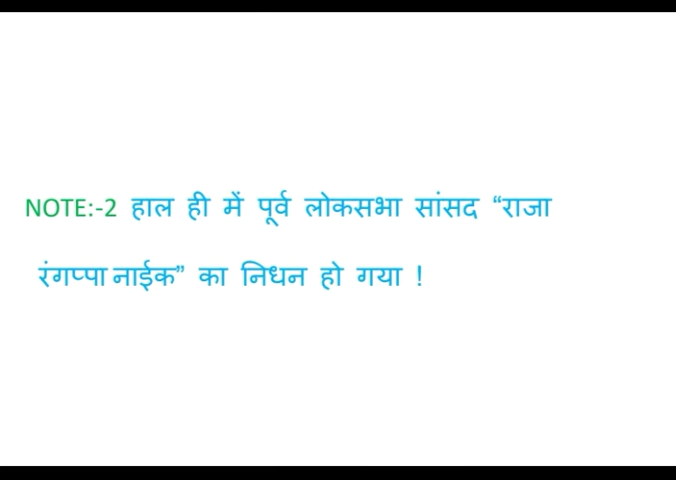 NOTE:-2 हाल ही में पूर्व लोकसभा सांसद “राजा
रंगप्पा नाईक” का निधन हो गया !